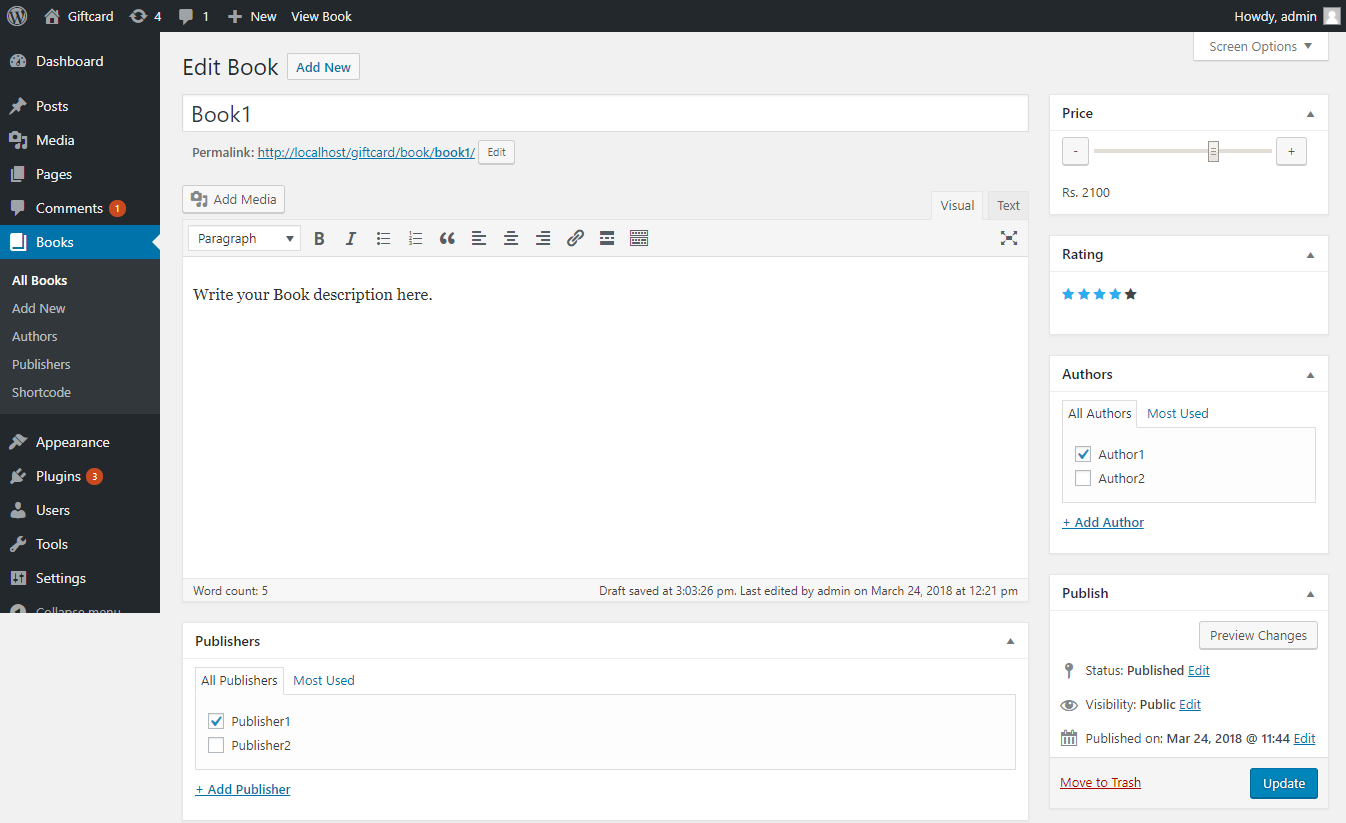 Giftcard 4 1 New View Book Howdy, admin
Screen Options
Dashboard
Posts
Media
Pages
Comments 1
Books
All Books
Add New
Authors
Publishers
Shortcode
Appearance
Plugins 3
Users
Tools
Settings
Collapse menu
Edit Book Add New
Book1
Permalink: http://localhost/giftcard/book/book1/ Edit
Add Media
Visual Text
Paragraph B I
Write your Book description here.
Word count: 5 Draft saved at 3:03:26 pm. Last edited by admin on March 24, 2018 at 12:21 pm
Publishers
All Publishers Most Used
Publisher1
Publisher2
+ Add Publisher
Price
- +
Rs. 2100
Rating
Authors
All Authors Most Used
Author1
Author2
+ Add Author
Publish
Preview Changes
Status: Published Edit
Visibility: Public Edit
Published on: Mar 24, 2018 @ 11:44 Edit
Move to Trash Update